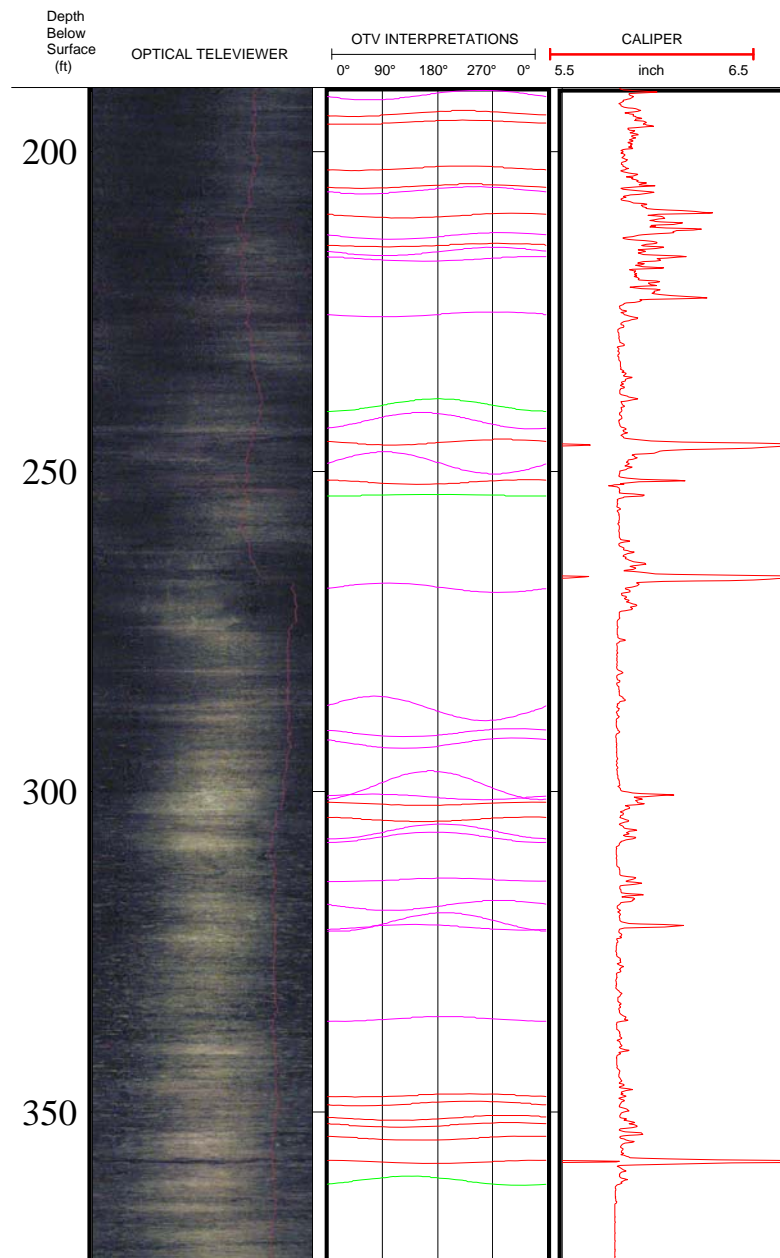 Depth
Below
Surface
(ft)
OPTICAL TELEVIEWER
OTV INTERPRETATIONS
CALIPER
0° 90° 180° 270° 0°
5.5 inch 6.5
200
250
300
350